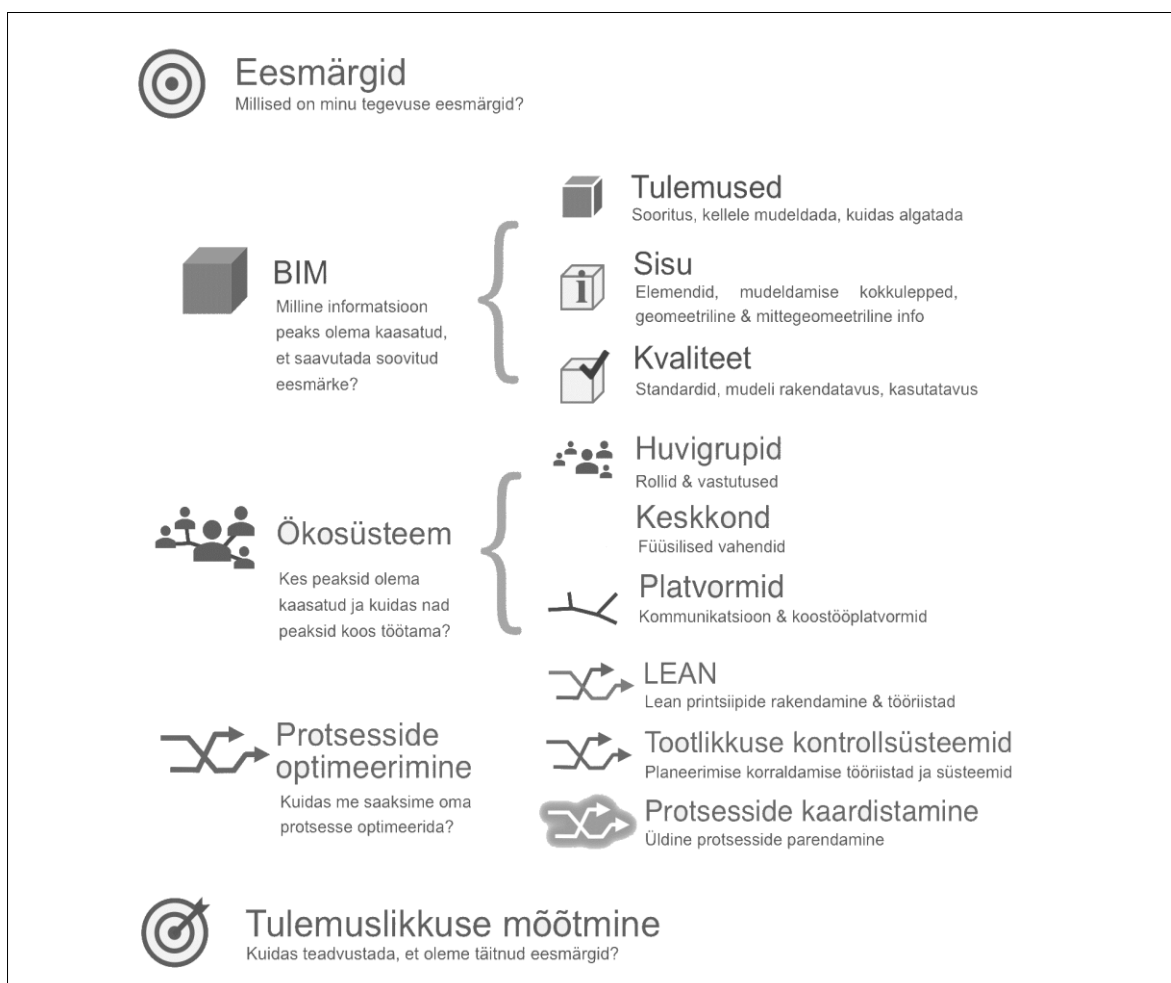 Eesmärgid
Millised on minu tegevuse eesmärgid?
BIM
Milline informatsioon
peaks olema kaasatud,
et saavutada soovitud
eesmärke?
Tulemused
Sooritus, kellele mudeldada, kuidas algatada
i
Sisu
Elemendid, mudeldamise kokkulepped,
geomeetriline & mittegeomeetriline info
Kvaliteet
Standardid, mudeli rakendatavus, kasutatavus
Ökosüsteem
Kes peaksid olema
kaasatud ja kuidas nad
peaksid koos töötama?
Huvigrupid
Rollid & vastutused
Keskkond
Füüsilised vahendid
Platvormid
Kommunikatsioon & koostööplatvormid
Protsesside
optimeerimine
Kuidas me saaksime oma
protsesse optimeerida?
LEAN
Lean printsiipide rakendamine & tööriistad
Tootlikkuse kontrollsüsteemid
Planeerimise korraldamise tööriistad ja süsteemid
Protsesside kaardistamine
Üldine protsesside parendamine
Tulemuslikkuse mõõtmine
Kuidas teadvustada, et oleme täitnud eesmärgid?